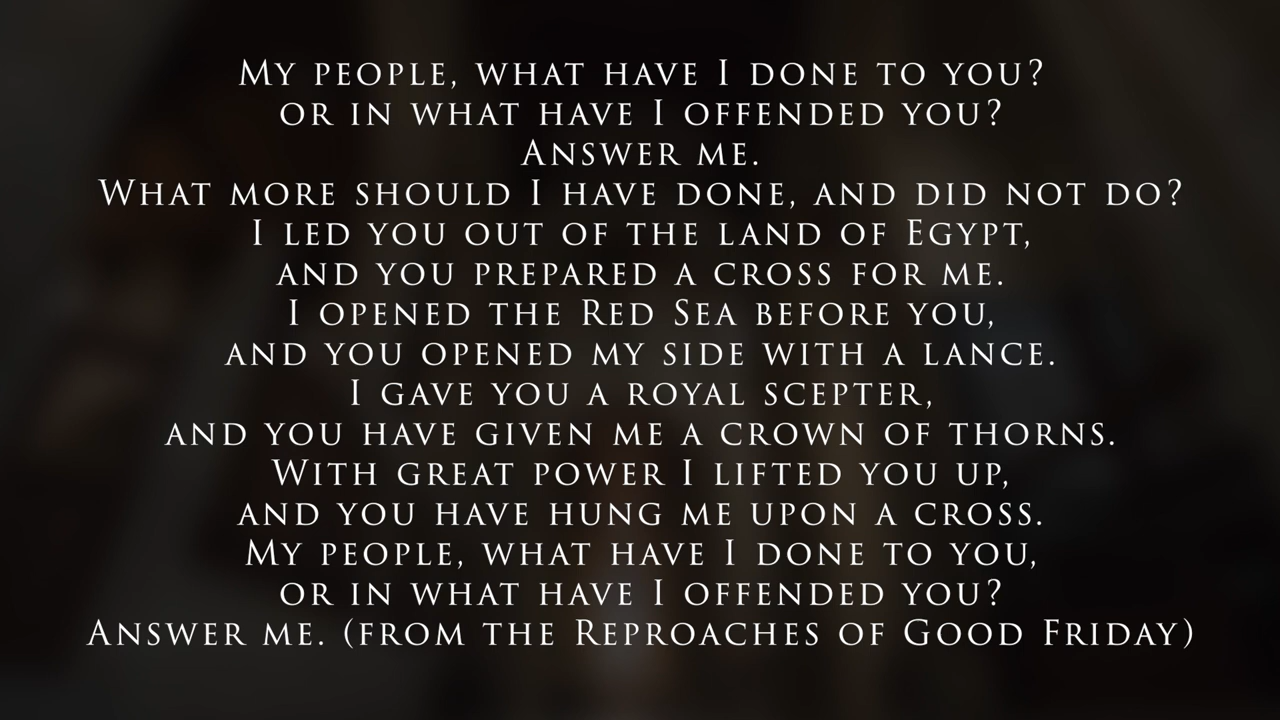 My people, what have I done to you?
or in what have I offended you?
Answer me.
What more should I have done, and did not do?
I led you out of the land of Egypt,
and you prepared a cross for me.
I opened the Red Sea before you,
and you opened my side with a lance.
I gave you a royal scepter,
and you have given me a crown of thorns.
With great power I lifted you up,
and you have hung me upon a cross.
My people, what have I done to you,
or in what have I offended you?
Answer me. (from the Reproaches of Good Friday)